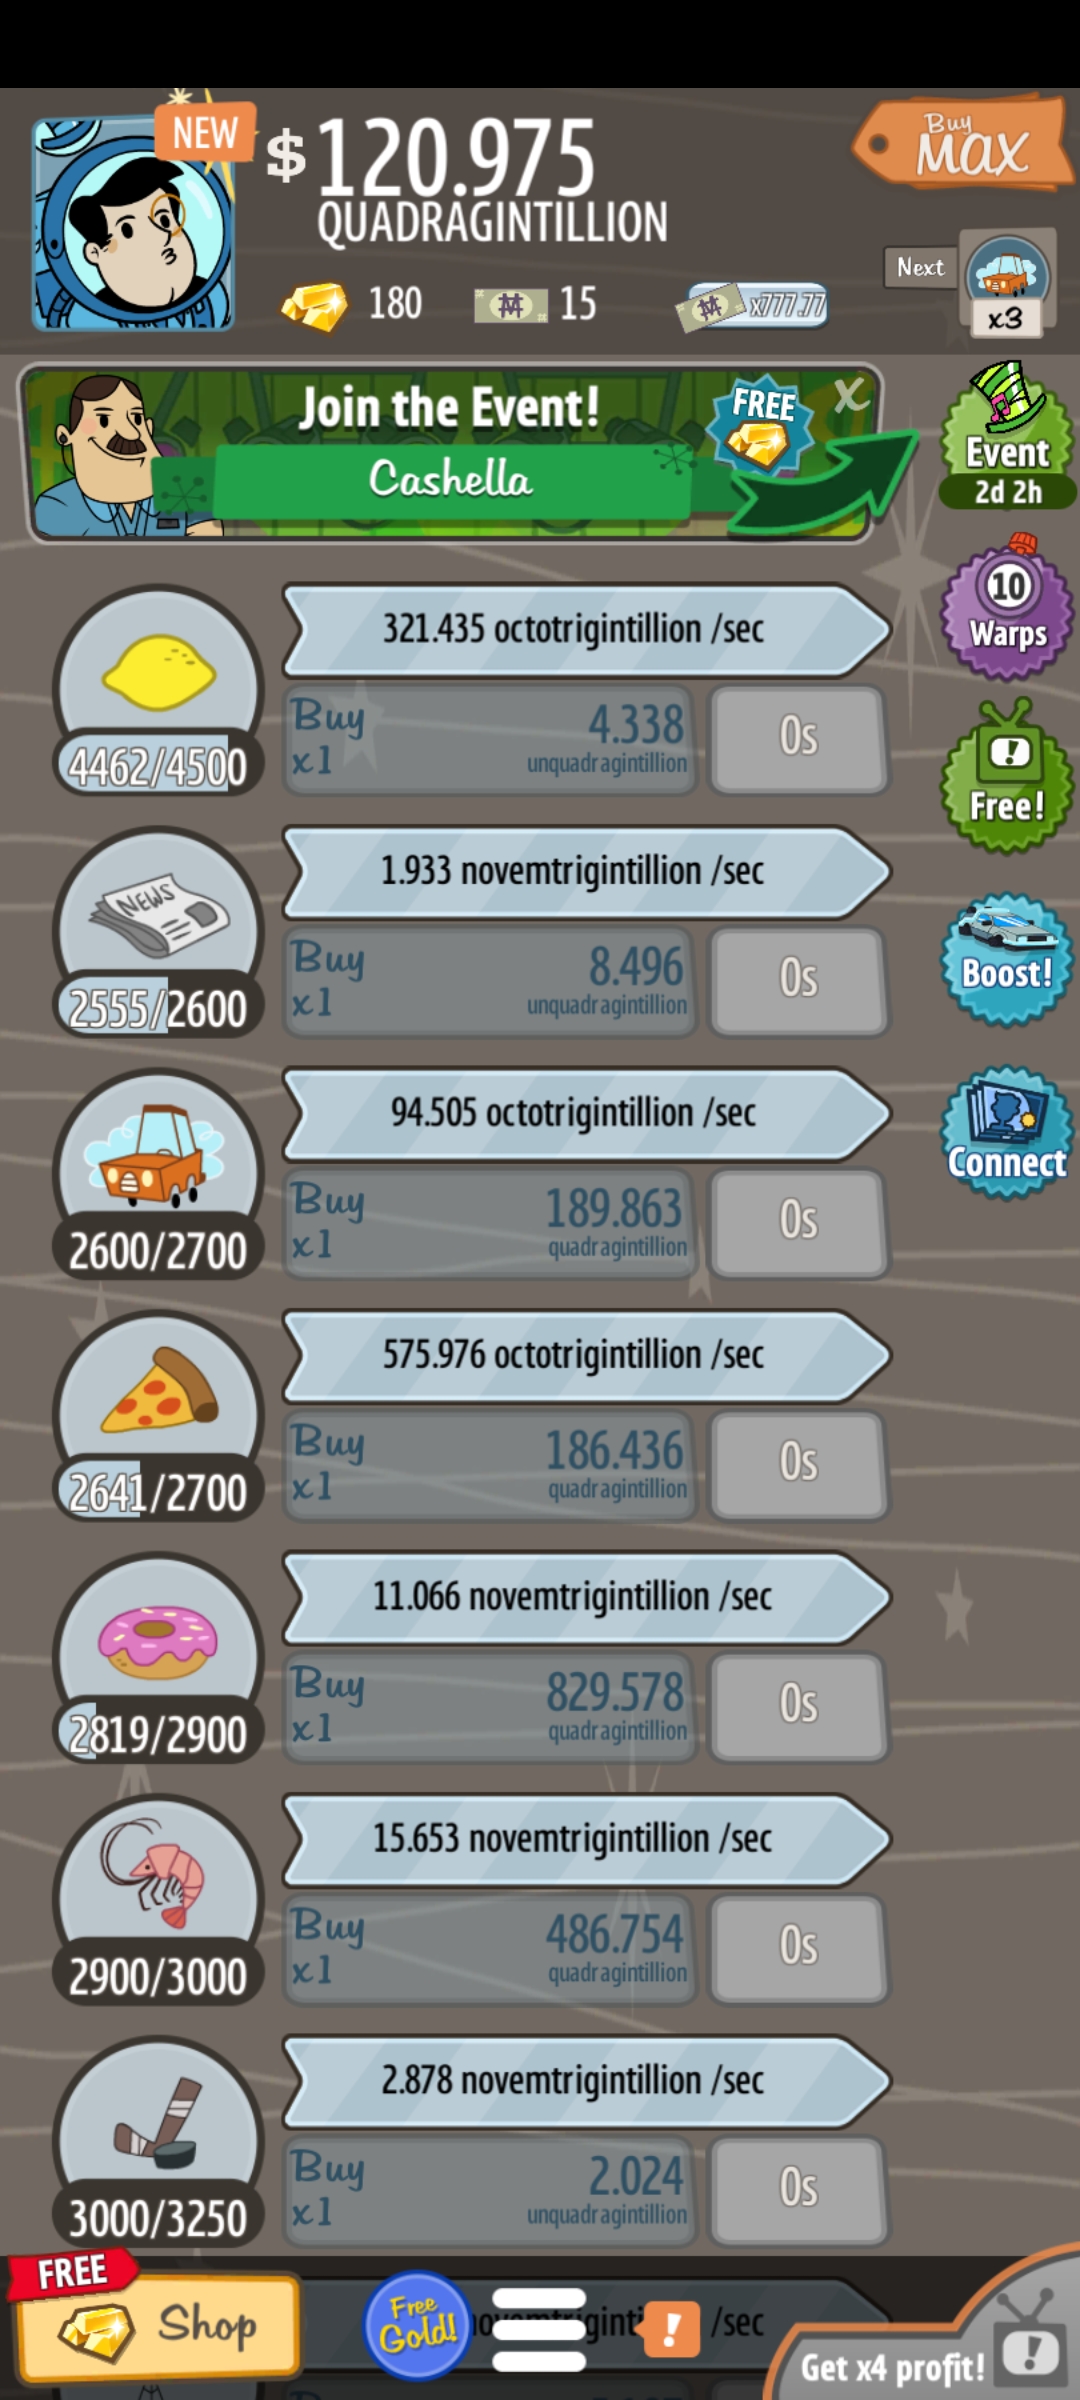 NEW
$120.975
QUADRAGINTILLION
Buy
MAX
180
15
x777.77
Next
x3
Join the Event!
FREE
X
Cashella
Event
2d 2h
10
Warps
Free!
Boost!
Connect
321.435 octotrigintillion /sec
Buy
x1
4.338
unquadragintillion
0s
4462/4500
NEWS
1.933 novemtrigintillion /sec
Buy
x1
8.496
unquadragintillion
0s
2555/2600
94.505 octotrigintillion /sec
Buy
x1
189.863
quadragintillion
0s
2600/2700
575.976 octotrigintillion /sec
Buy
x1
186.436
quadragintillion
0s
2641/2700
11.066 novemtrigintillion /sec
Buy
x1
829.578
quadragintillion
0s
2819/2900
15.653 novemtrigintillion /sec
Buy
x1
486.754
quadragintillion
0s
2900/3000
2.878 novemtrigintillion /sec
Buy
x1
2.024
unquadragintillion
0s
3000/3250
FREE
Shop
Free
Gold!
!
/sec
Get x4 profit!
!